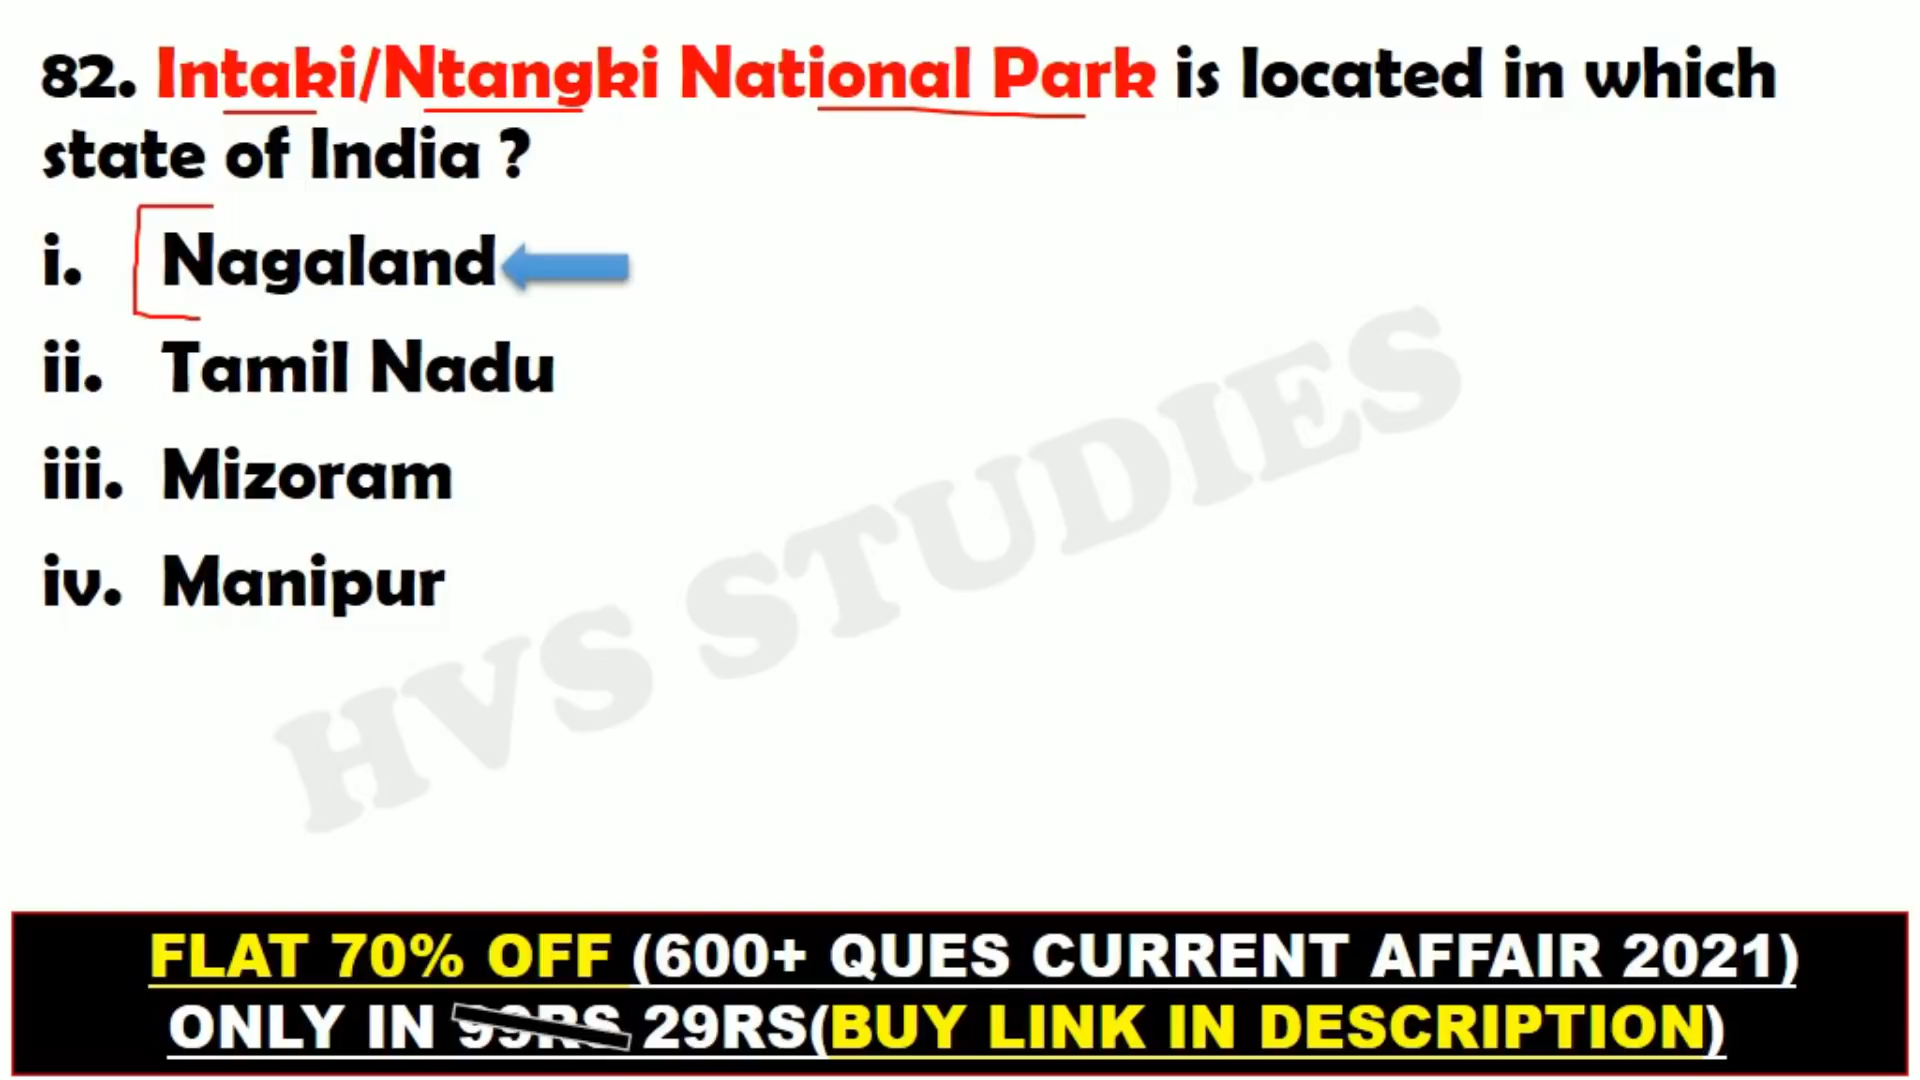 82. Intaki/Ntangki National Park is located in which
state of India ?
i. Nagaland
ii. Tamil Nadu
iii. Mizoram
iv. Manipur
HVS STUDIES
FLAT 70% OFF (600+ QUES CURRENT AFFAIR 2021)
ONLY IN 99RS 29RS(BUY LINK IN DESCRIPTION)